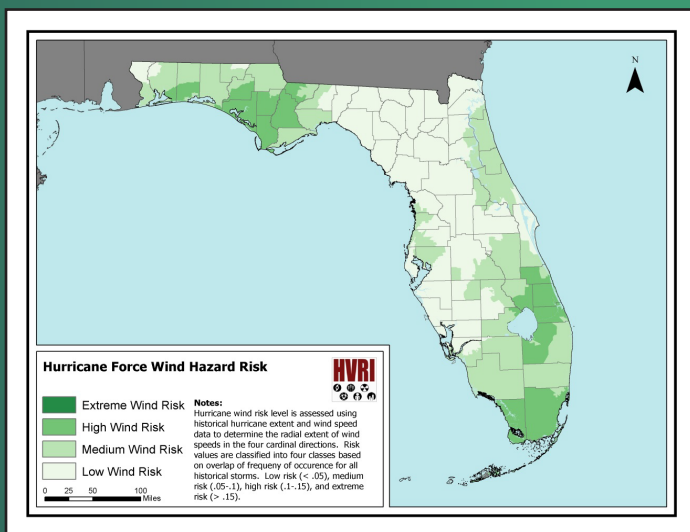 N
Hurricane Force Wind Hazard Risk
HVRI
Extreme Wind Risk
High Wind Risk
Medium Wind Risk
Low Wind Risk
0 25 50 100
Miles
Notes:
Hurricane wind risk level is assessed using
historical hurricane extent and wind speed
data to determine the radial extent of wind
speeds in the four cardinal directions. Risk
values are classified into four classes based
on overlap of frequeny of occurence for all
historical storms. Low risk (< .05), medium
risk (.05-.1), high risk (.1-.15), and extreme
risk (> .15).